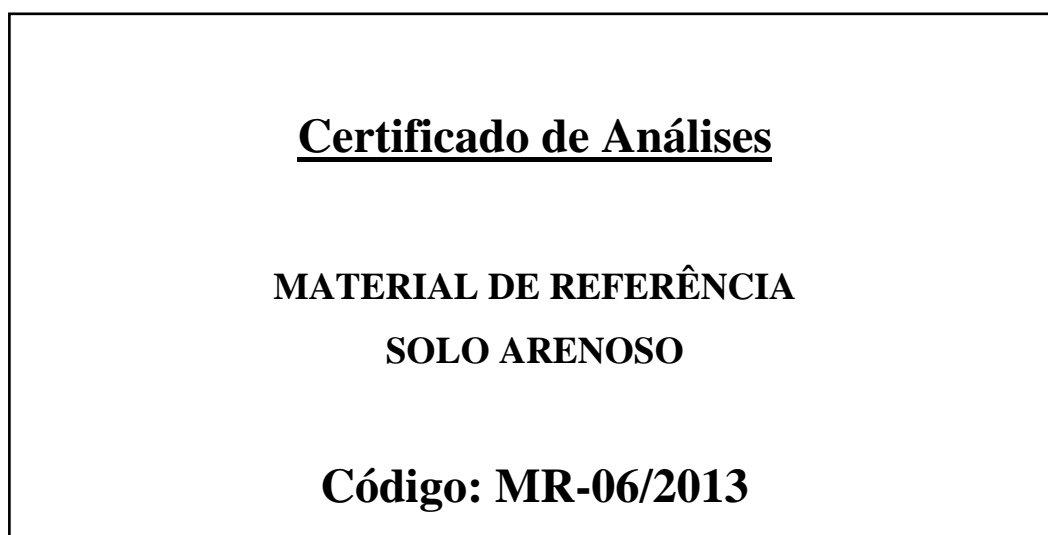 Certificado de Análises
MATERIAL DE REFERÊNCIA
SOLO ARENOSO
Código: MR-06/2013